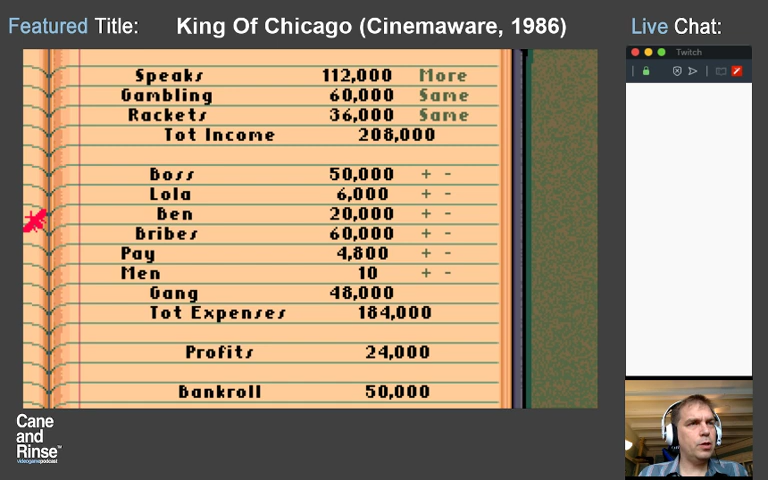 Featured Title: King Of Chicago (Cinemaware, 1986) Live Chat:
Twitch
Speaks 112,000 More
Gambling 60,000 Same
Rackets 36,000 Same
Tot Income 208,000
Boss 50,000 + -
Lola 6,000 + -
Ben 20,000 + -
Bribes 60,000 + -
Pay 4,800 + -
Men 10 + -
Gang 48,000
Tot Expenses 184,000
Profits 24,000
Bankroll 50,000
Cane
and
Rinse™
videogamepodcast